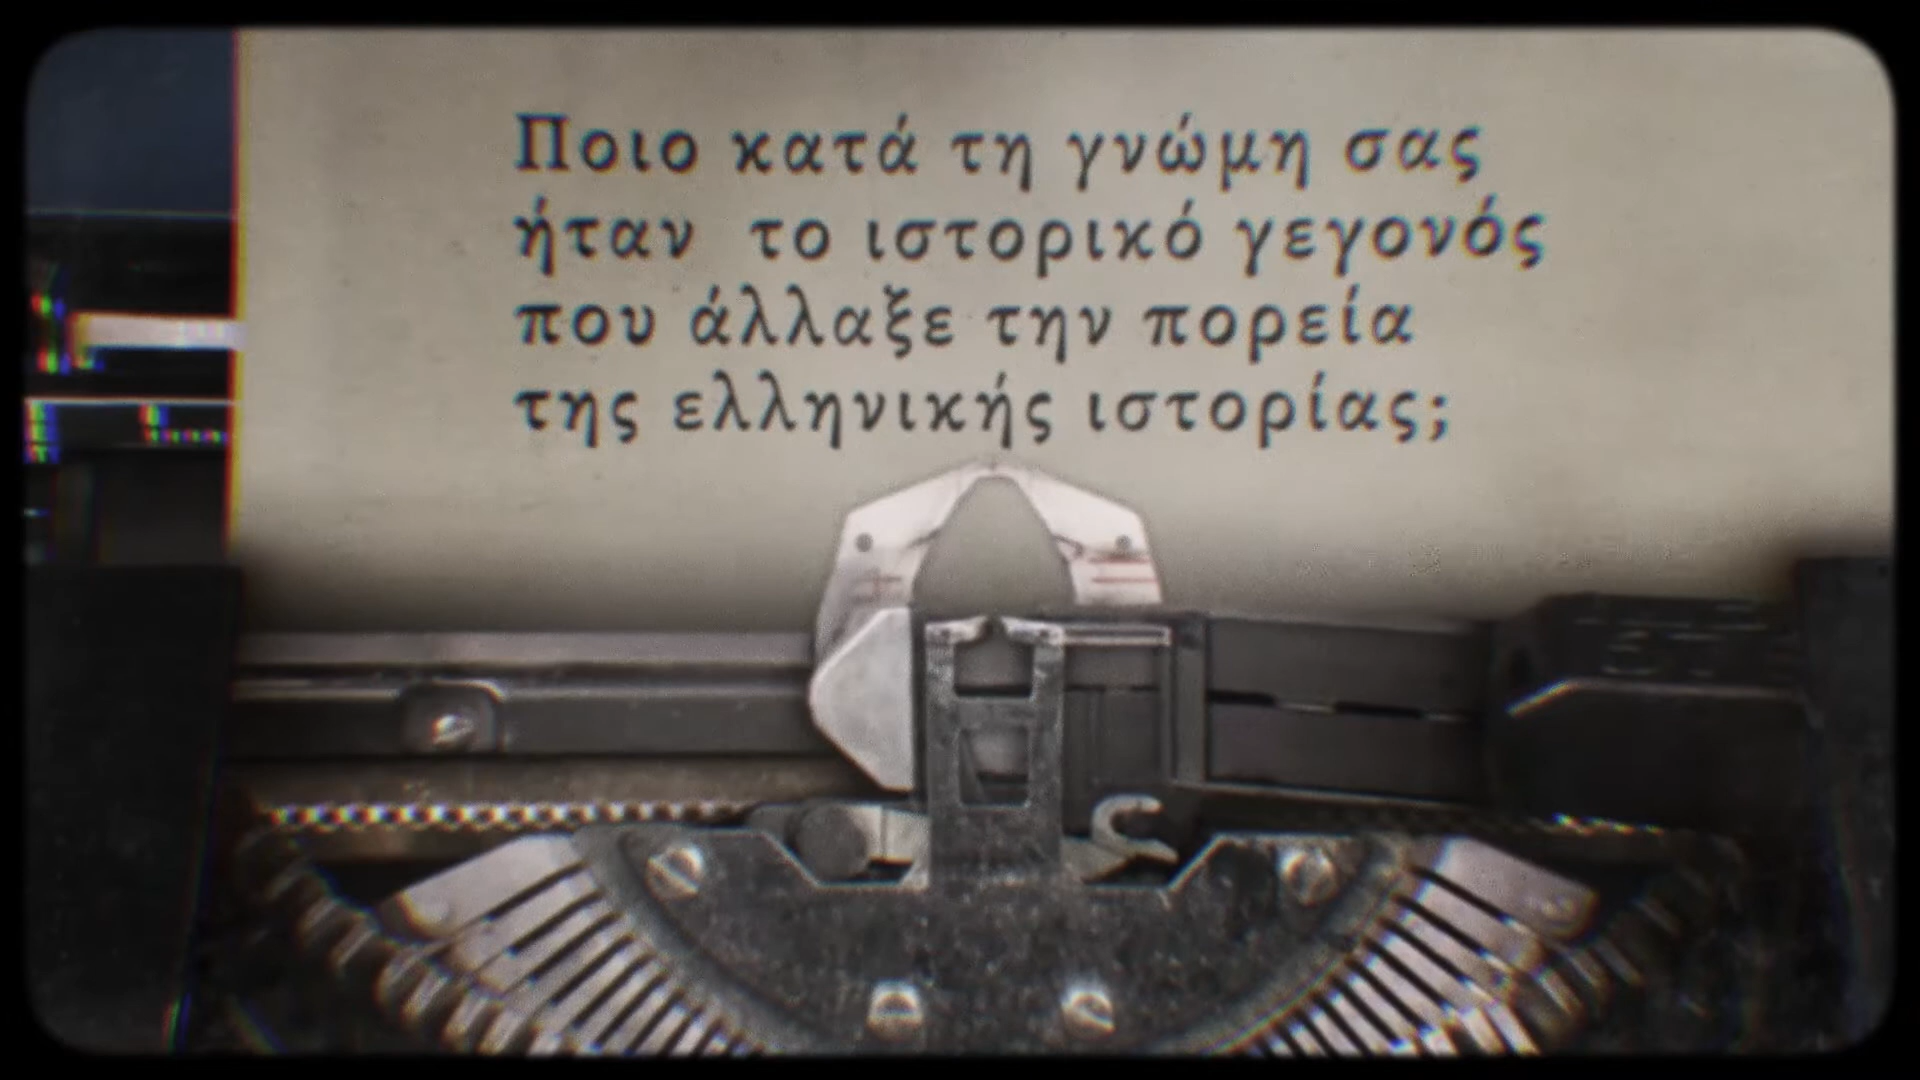 Ποιο κατά τη γνώμη σας
ήταν  το ιστορικό γεγονός
που άλλαξε την πορεία
της ελληνικής ιστορίας;